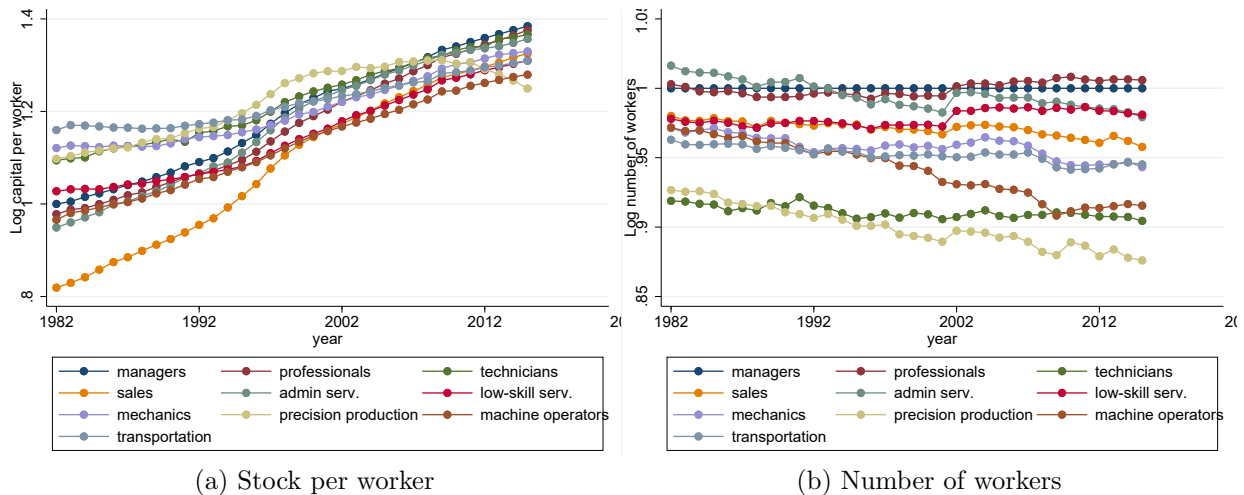 Log capital per worker
1.4
1.2
1
.8
1982
1992
2002
2012
year
managers
professionals
technicians
sales
admin serv.
low-skill serv.
mechanics
precision production
machine operators
transportation
(a) Stock per worker
Log number of workers
1.05
1
.95
.9
.85
1982
1992
2002
2012
year
managers
professionals
technicians
sales
admin serv.
low-skill serv.
mechanics
precision production
machine operators
transportation
(b) Number of workers